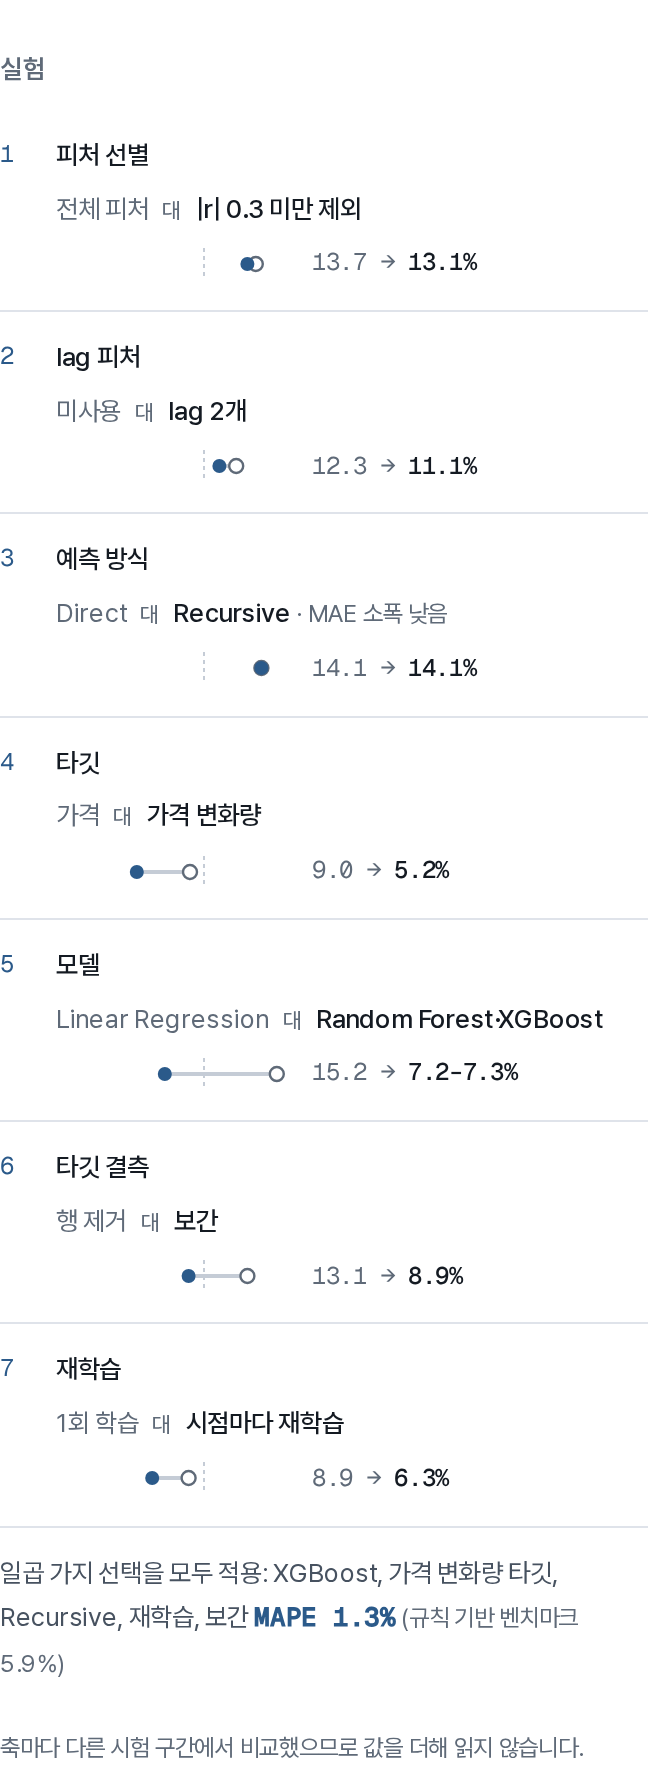 실험
1 피처 선별
전체 피처 대 |r| 0.3 미만 제외
13.7 → 13.1%
2 lag 피처
미사용 대 lag 2개
12.3 → 11.1%
3 예측 방식
Direct 대 Recursive · MAE 소폭 낮음
14.1 → 14.1%
4 타깃
가격 대 가격 변화량
9.0 → 5.2%
5 모델
Linear Regression 대 Random Forest·XGBoost
15.2 → 7.2–7.3%
6 타깃 결측
행 제거 대 보간
13.1 → 8.9%
7 재학습
1회 학습 대 시점마다 재학습
8.9 → 6.3%
일곱 가지 선택을 모두 적용: XGBoost, 가격 변화량 타깃,
Recursive, 재학습, 보간 MAPE 1.3% (규칙 기반 벤치마크
5.9%)
축마다 다른 시험 구간에서 비교했으므로 값을 더해 읽지 않습니다.